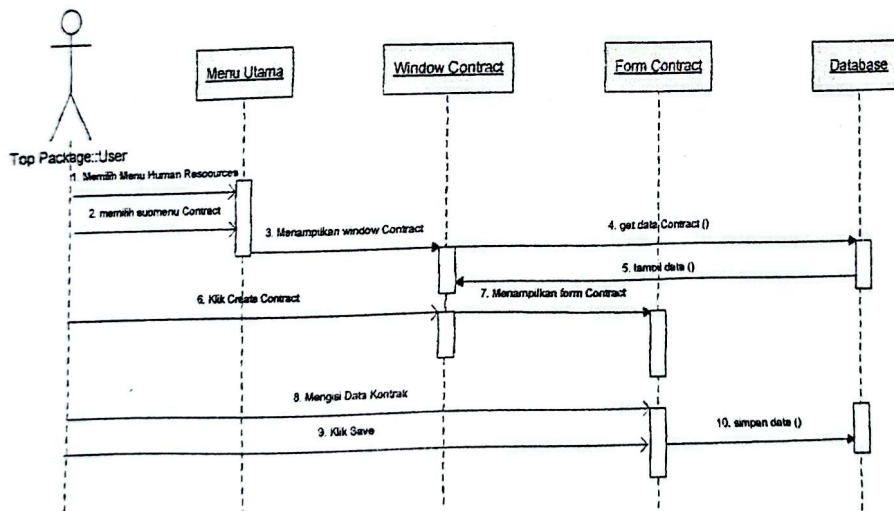 Menu Utama
Window Contract
Form Contract
Database
Top Package::User
1. Memilih Menu Human Resources
2. memilih submenu Contract
3. Menampilkan window Contract
4. get data Contract ()
5. tampil data ()
6. Klik Create Contract
7. Menampilkan form Contract
8. Mengisi Data Kontrak
9. Klik Save
10. simpan data ()